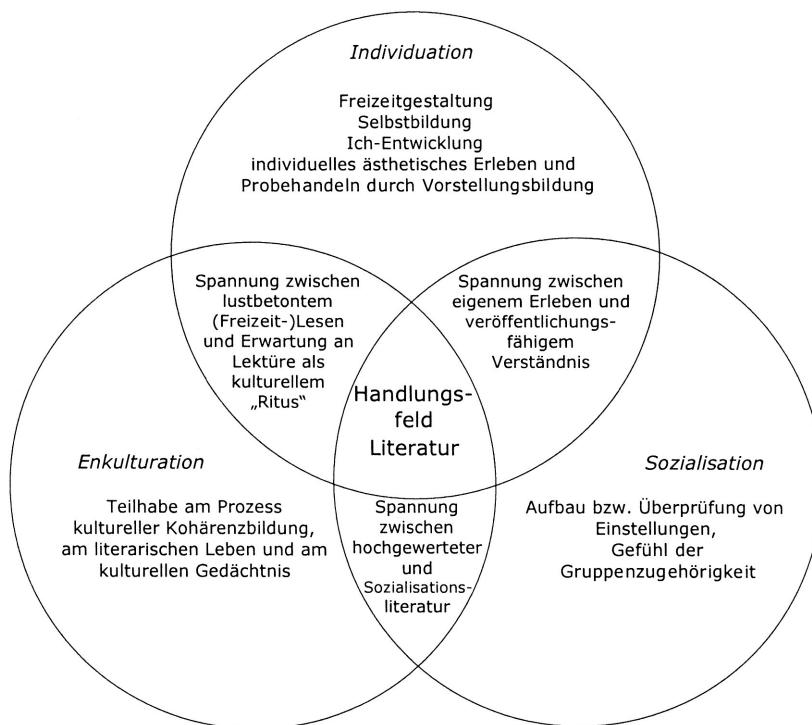 Individuation
Freizeitgestaltung
Selbstbildung
Ich-Entwicklung
individuelles ästhetisches Erleben und
Probehandeln durch Vorstellungsbildung
Spannung zwischen
lustbetontem
(Freizeit-)Lesen
und Erwartung an
Lektüre als
kulturellem
„Ritus“
Spannung zwischen
eigenem Erleben und
veröffentlichungs-
fähigem
Verständnis
Handlungs-
feld
Literatur
Enkulturation
Teilhabe am Prozess
kultureller Kohärenzbildung,
am literarischen Leben und am
kulturellen Gedächtnis
Spannung
zwischen
hochgewerteter
und
Sozialisations-
literatur
Sozialisation
Aufbau bzw. Überprüfung von
Einstellungen,
Gefühl der
Gruppenzugehörigkeit